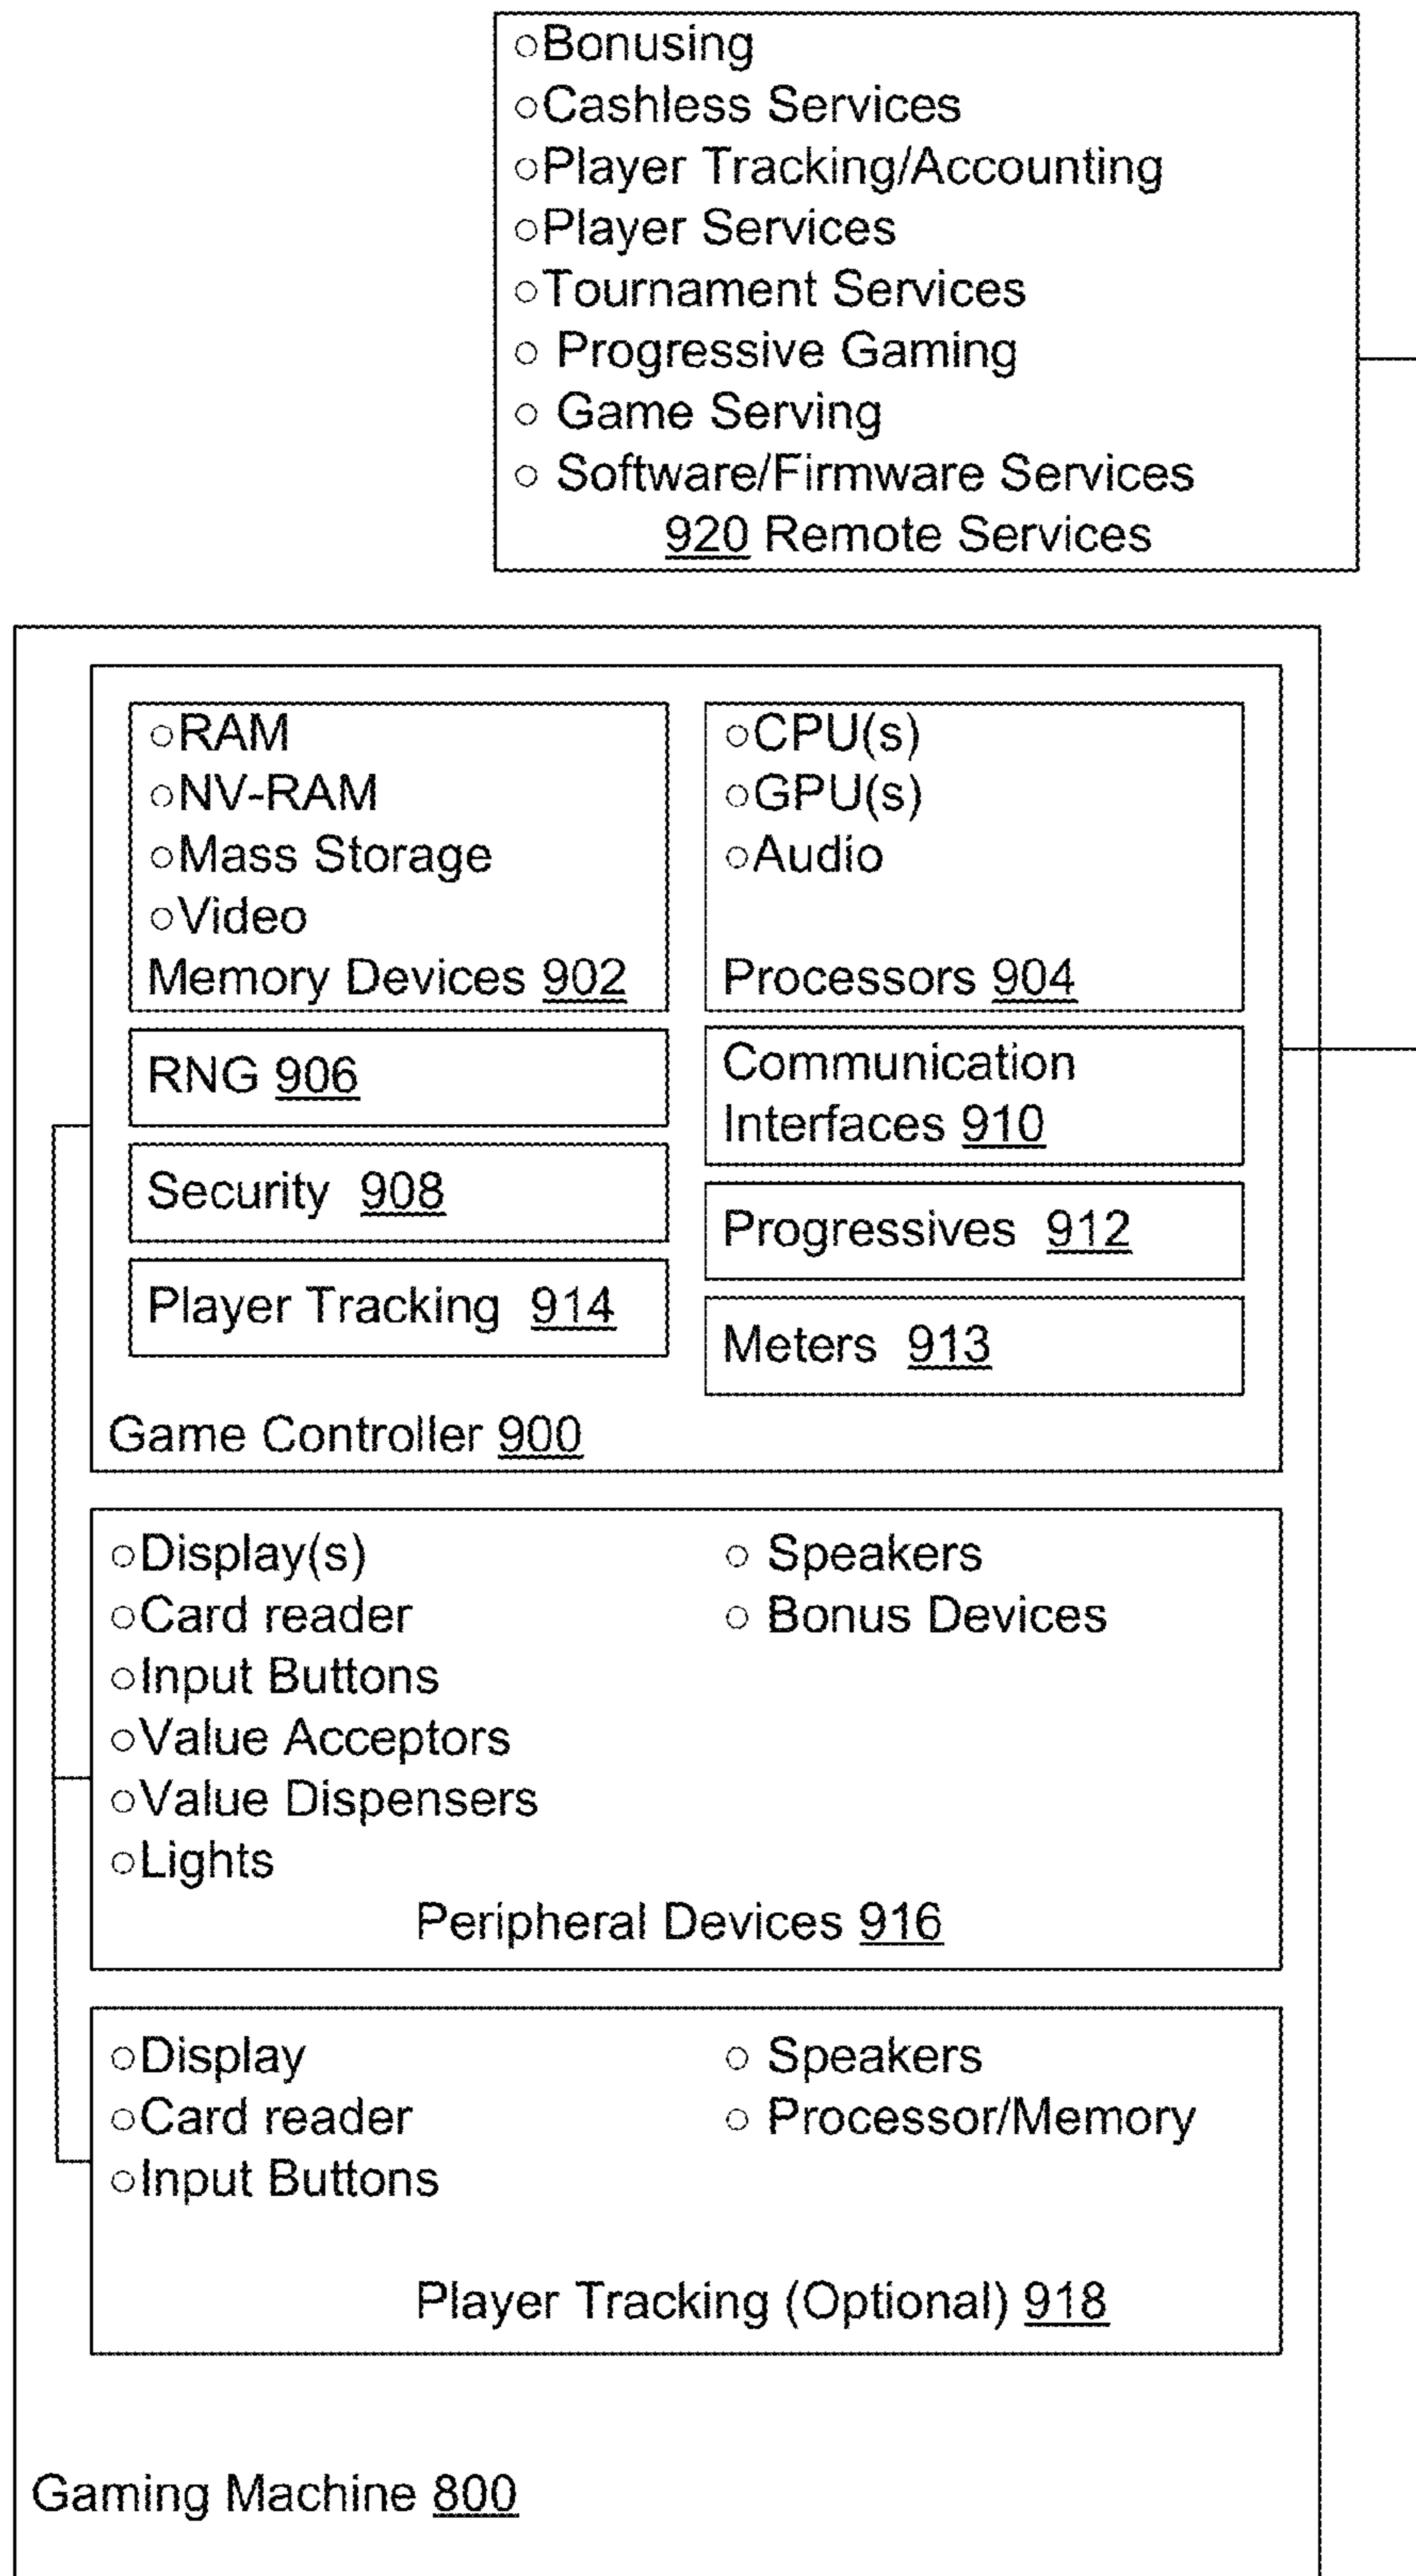 ○Bonusing
○Cashless Services
○Player Tracking/Accounting
○Player Services
○Tournament Services
○ Progressive Gaming
○ Game Serving
○ Software/Firmware Services
920 Remote Services
○RAM
○NV-RAM
○Mass Storage
○Video
Memory Devices 902
○CPU(s)
○GPU(s)
○Audio
Processors 904
RNG 906
Security 908
Player Tracking 914
Communication
Interfaces 910
Progressives 912
Meters 913
Game Controller 900
○Display(s)
○Card reader
○Input Buttons
○Value Acceptors
○Value Dispensers
○Lights
○ Speakers
○ Bonus Devices
Peripheral Devices 916
○Display
○Card reader
○Input Buttons
○ Speakers
○ Processor/Memory
Player Tracking (Optional) 918
Gaming Machine 800